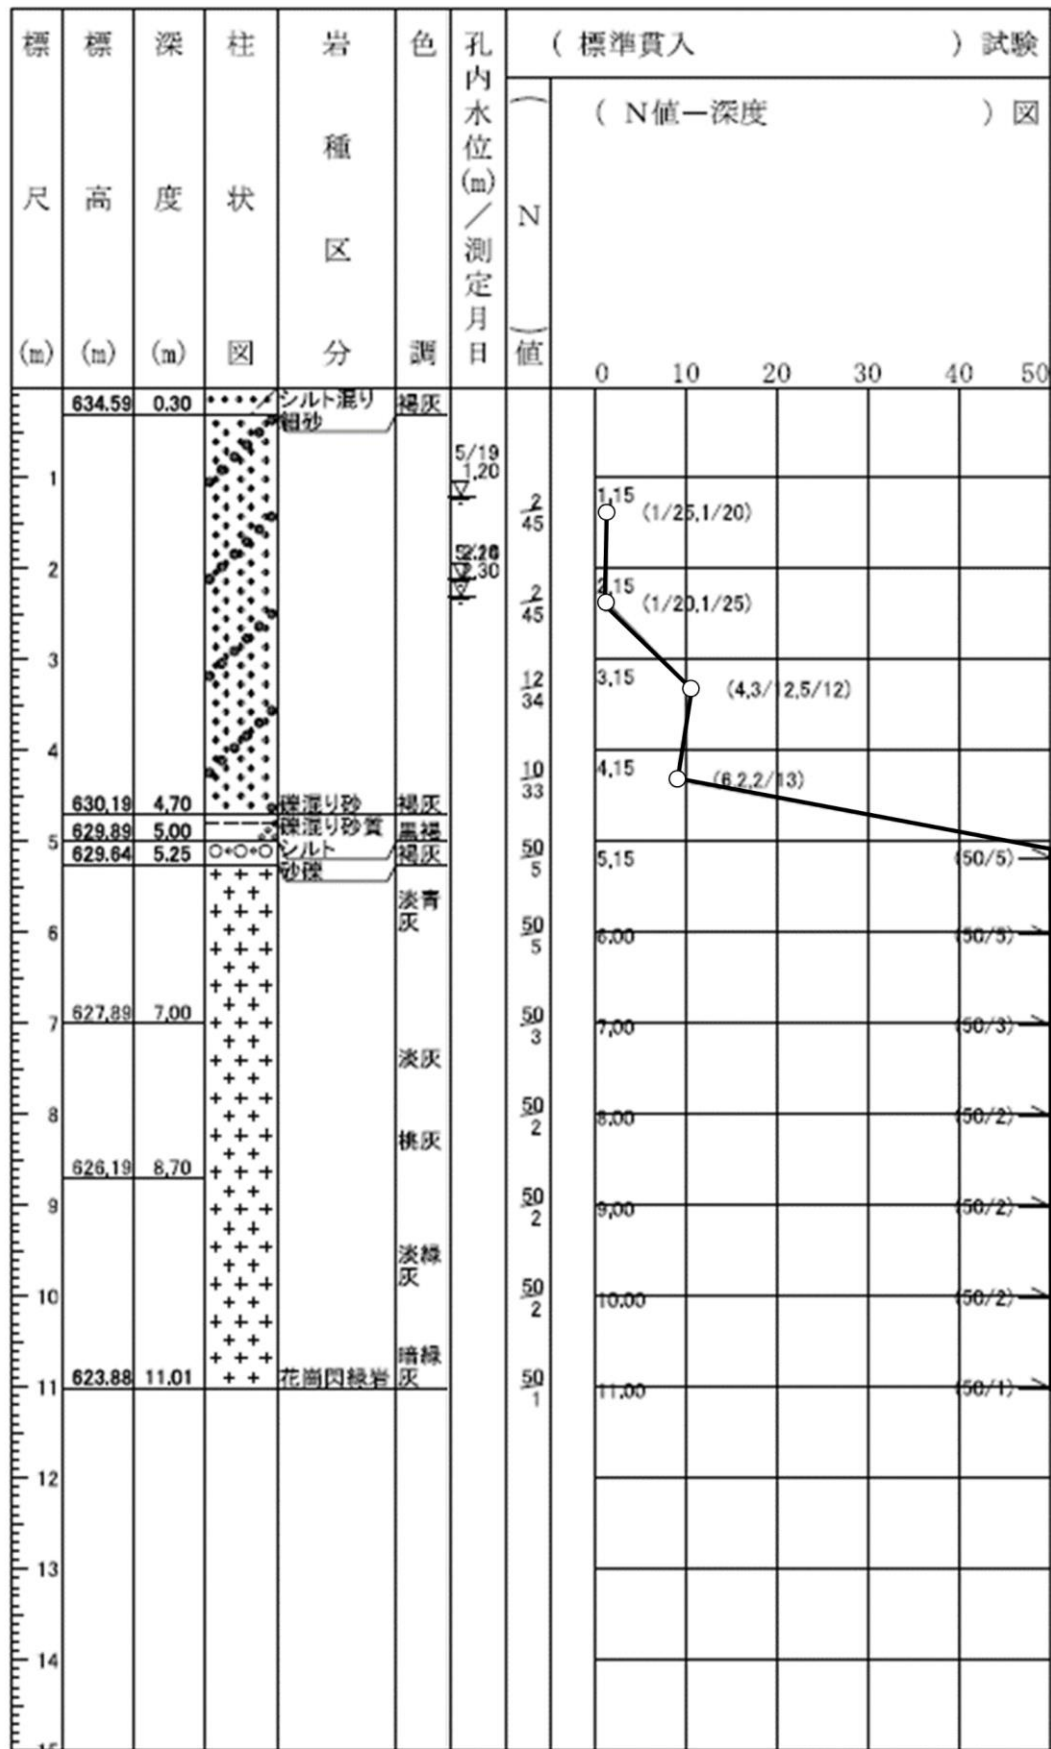 標尺(m)
標高(m)
深度(m)
柱状図
岩種区分
色調
孔内水位(m)/測定月日
(標準貫入)試験
(N)値
(N値－深度)図
0 10 20 30 40 50
634.59 0.30 シルト混り 褐灰
細砂
5/19
1.20
1
1.15
2/45
(1/25,1/20)
2
2.30
2.15
2/45
(1/20,1/25)
3
3.15
12/34
(4,3/12,5/12)
4
4.15
10/33
(6,2,2/13)
630.19 4.70 礫混り砂 褐灰
629.89 5.00 礫混り砂質 黒褐
シルト
5
629.64 5.25 砂礫 褐灰
50/5
5.15
(50/5)
淡青
灰
6
50/5
6.00
(50/5)
627.89 7.00
7
50/3
7.00
(50/3)
淡灰
8
50/2
8.00
(50/2)
桃灰
626.19 8.70
9
50/2
9.00
(50/2)
淡緑
灰
10
50/2
10.00
(50/2)
暗緑
灰
623.88 11.01 花崗閃緑岩
11
50/1
11.00
(50/1)
12
13
14